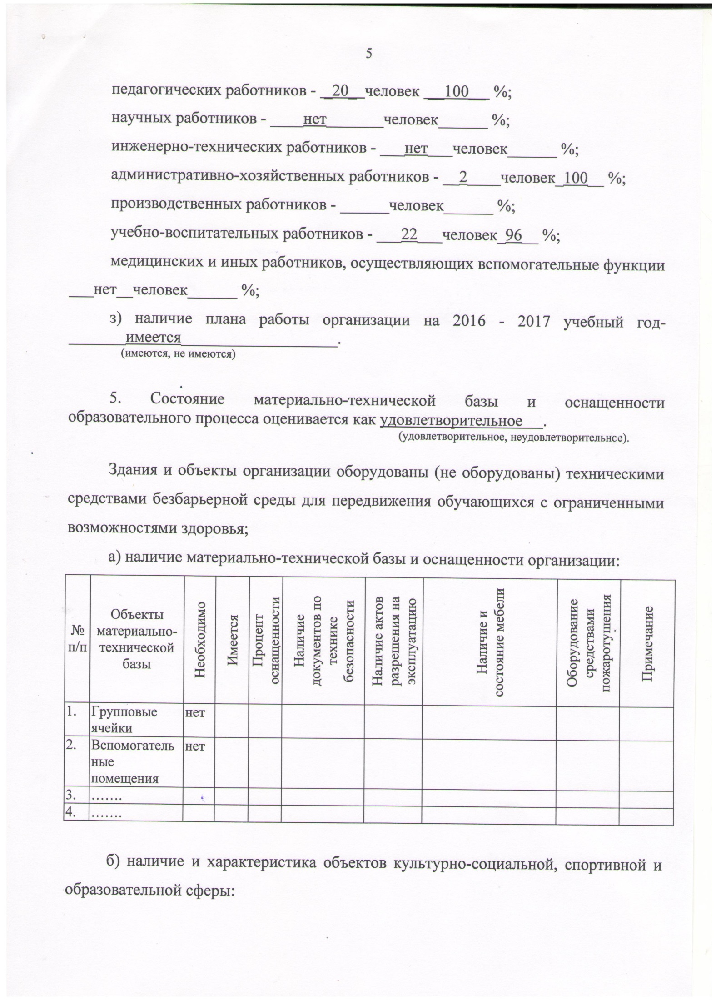 5
педагогических работников - __20__человек ___100___ %;
научных работников - ____нет_______человек______ %;
инженерно-технических работников - ___нет___человек______ %;
административно-хозяйственных работников - __2____человек_100__ %;
производственных работников - ______человек______ %;
учебно-воспитательных работников - ___22___человек_96__ %;
медицинских и иных работников, осуществляющих вспомогательные функции
___нет__человек______ %;
з) наличие плана работы организации на 2016 - 2017 учебный год-
_______имеется___________________.
(имеются, не имеются)
5. Состояние материально-технической базы и оснащенности
образовательного процесса оценивается как удовлетворительное___.
(удовлетворительное, неудовлетворительное).
Здания и объекты организации оборудованы (не оборудованы) техническими
средствами безбарьерной среды для передвижения обучающихся с ограниченными
возможностями здоровья;
а) наличие материально-технической базы и оснащенности организации:
№
п/п
Объекты
материально-
технической
базы
Необходимо
Имеется
Процент
оснащенности
Наличие
документов по
технике
безопасности
Наличие актов
разрешения на
эксплуатацию
Наличие и
состояние мебели
Оборудование
средствами
пожаротушения
Примечание
1. Групповые нет
ячейки
2. Вспомогатель нет
ные
помещения
3. …….
4. …….
б) наличие и характеристика объектов культурно-социальной, спортивной и
образовательной сферы: